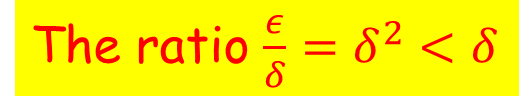 The ratio ϵ/δ = δ² < δ